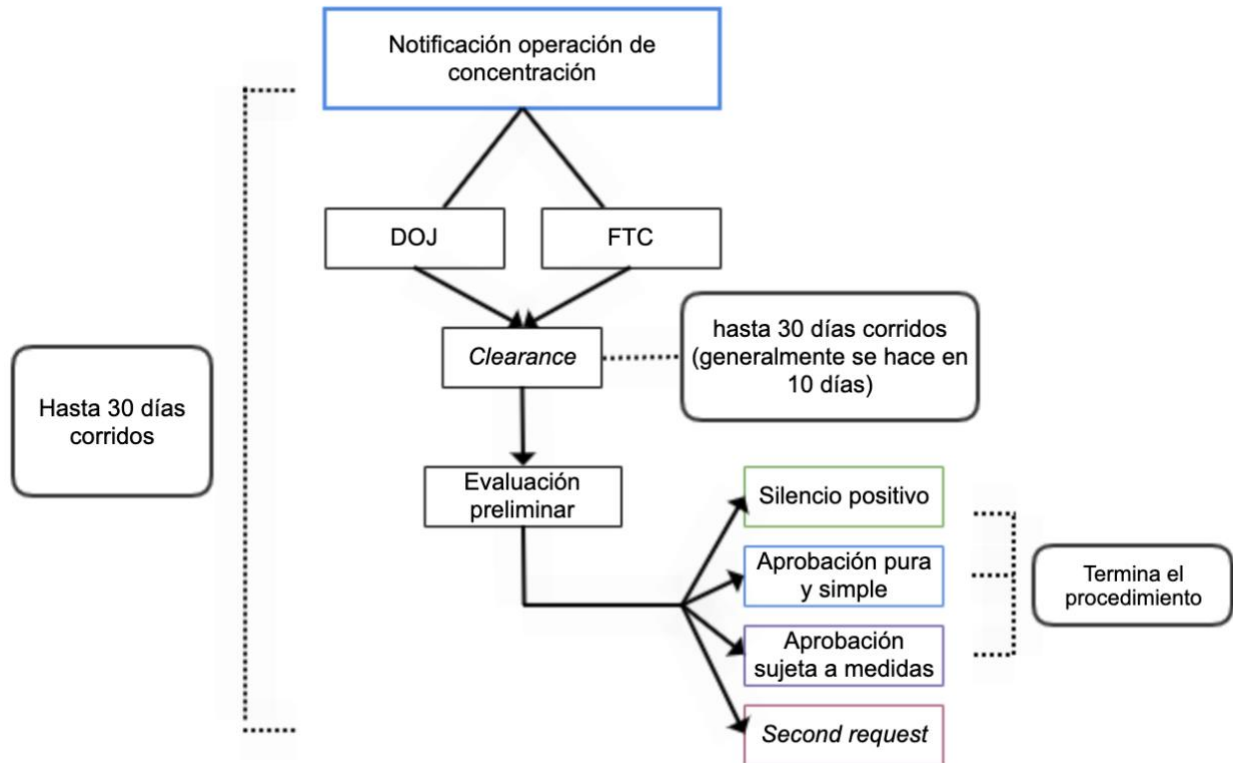 Notificación operación de
concentración
DOJ
FTC
Clearance
hasta 30 días corridos
(generalmente se hace en
10 días)
Hasta 30 días
corridos
Evaluación
preliminar
Silencio positivo
Aprobación pura
y simple
Aprobación
sujeta a medidas
Second request
Termina el
procedimiento